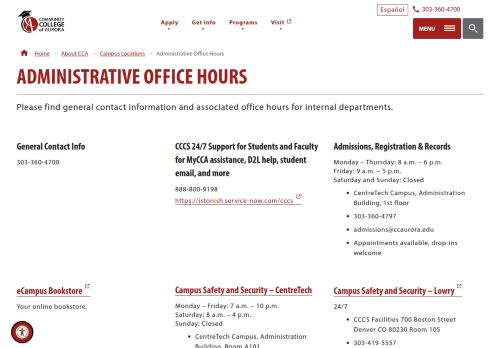 COMMUNITY
COLLEGE
of AURORA
Apply
Get Info
Programs
Visit
Español
303-360-4700
MENU
Home – About CCA – Campus Locations – Administrative Office Hours
ADMINISTRATIVE OFFICE HOURS
Please find general contact information and associated office hours for internal departments.
General Contact Info
303-360-4700
CCCS 24/7 Support for Students and Faculty
for MyCCA assistance, D2L help, student
email, and more
888-800-9198
https://istonish.service-now.com/cccs
Admissions, Registration & Records
Monday – Thursday: 8 a.m. – 6 p.m.
Friday: 9 a.m. – 5 p.m.
Saturday and Sunday: Closed
• CentreTech Campus, Administration
Building, 1st floor
• 303-360-4797
• admissions@ccaurora.edu
• Appointments available, drop-ins
welcome
eCampus Bookstore
Your online bookstore.
Campus Safety and Security – CentreTech
Monday – Friday: 7 a.m. – 10 p.m.
Saturday: 8 a.m. – 4 p.m.
Sunday: Closed
• CentreTech Campus, Administration
Building, Room A101
Campus Safety and Security – Lowry
24/7
• CCCS Facilities 700 Boston Street
Denver CO 80230 Room 105
• 303-419-5557